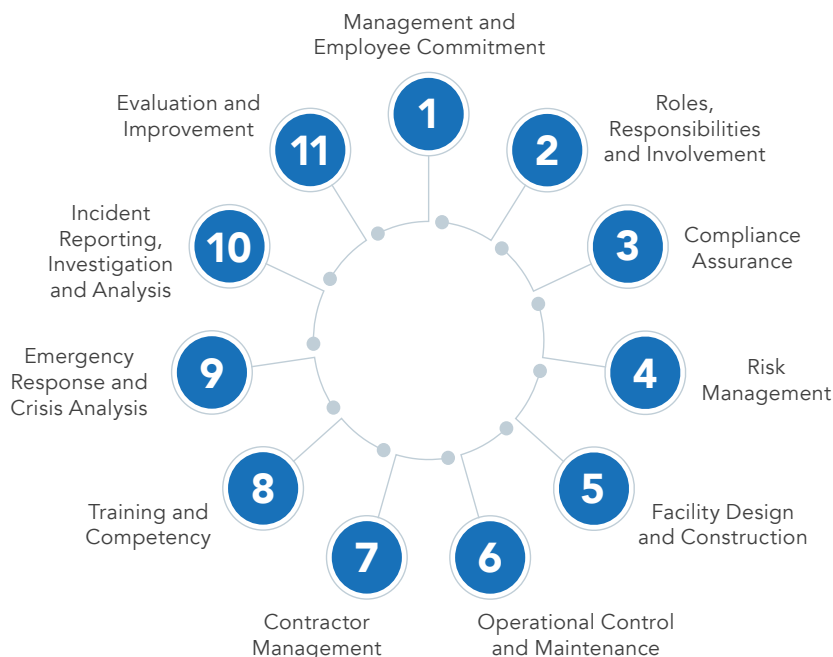 Management and
Employee Commitment
1
Roles,
Responsibilities
and Involvement
2
Compliance
Assurance
3
Risk
Management
4
Facility Design
and Construction
5
Operational Control
and Maintenance
6
Contractor
Management
7
Training and
Competency
8
Emergency
Response and
Crisis Analysis
9
Incident
Reporting,
Investigation
and Analysis
10
Evaluation and
Improvement
11